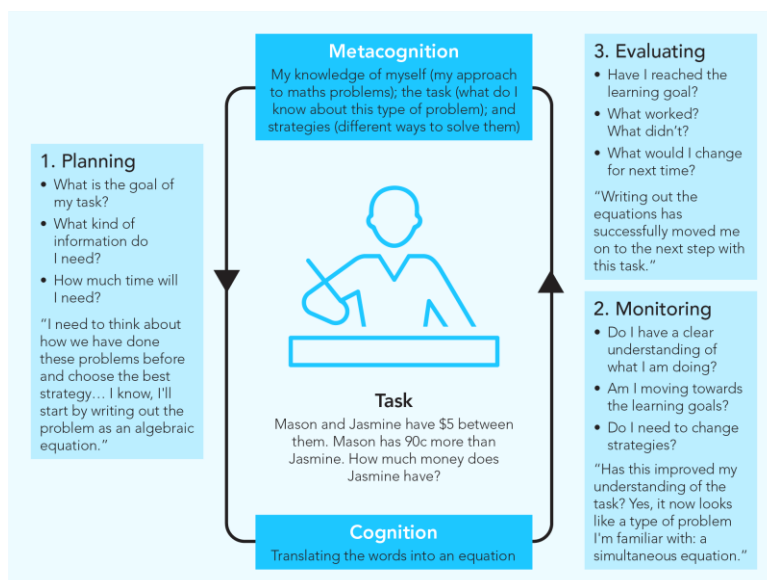 Metacognition
My knowledge of myself (my approach
to maths problems); the task (what do I
know about this type of problem); and
strategies (different ways to solve them)
1. Planning
• What is the goal of
my task?
• What kind of
information do
I need?
• How much time will
I need?
“I need to think about
how we have done
these problems before
and choose the best
strategy... I know, I'll
start by writing out the
problem as an algebraic
equation.”
Task
Mason and Jasmine have $5 between
them. Mason has 90c more than
Jasmine. How much money does
Jasmine have?
Cognition
Translating the words into an equation
2. Monitoring
• Do I have a clear
understanding of
what I am doing?
• Am I moving towards
the learning goals?
• Do I need to change
strategies?
“Has this improved my
understanding of the
task? Yes, it now looks
like a type of problem
I'm familiar with: a
simultaneous equation.”
3. Evaluating
• Have I reached the
learning goal?
• What worked?
What didn’t?
• What would I change
for next time?
“Writing out the
equations has
successfully moved me
on to the next step with
this task.”